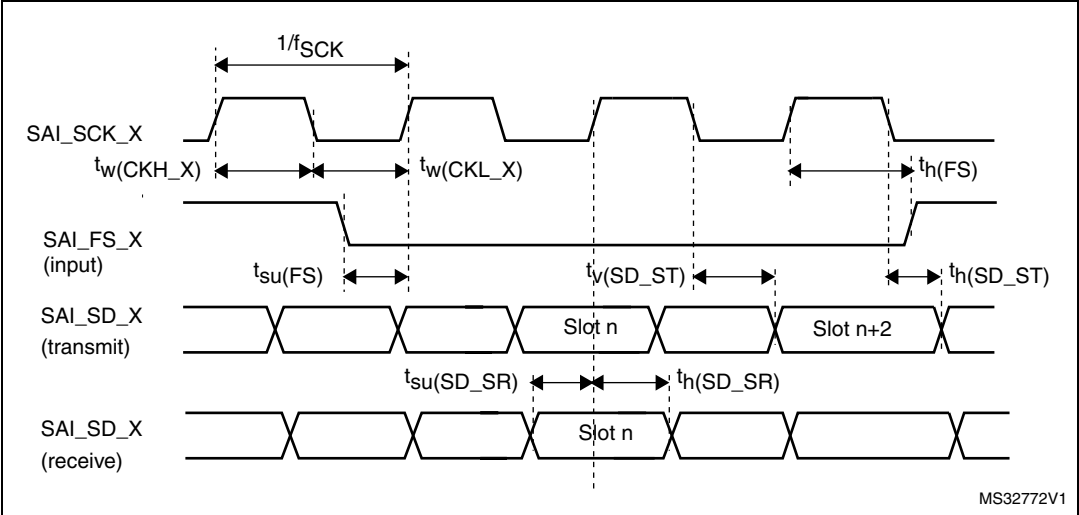 1/fSCK
SAI_SCK_X
tw(CKH_X)
tw(CKL_X)
th(FS)
SAI_FS_X
(input)
tsu(FS)
tv(SD_ST)
th(SD_ST)
SAI_SD_X
(transmit)
Slot n
Slot n+2
tsu(SD_SR)
th(SD_SR)
SAI_SD_X
(receive)
Slot n
MS32772V1